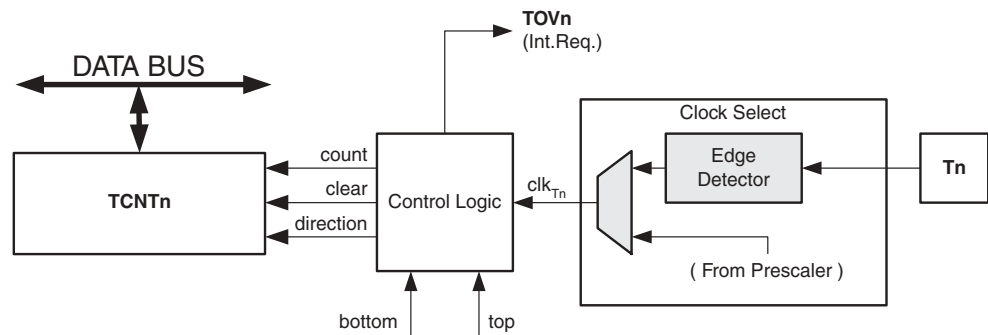 TOVn
(Int.Req.)
DATA BUS
Clock Select
count
Edge
Detector
Tn
TCNTn
clear
Control Logic
clkTn
direction
( From Prescaler )
bottom
top